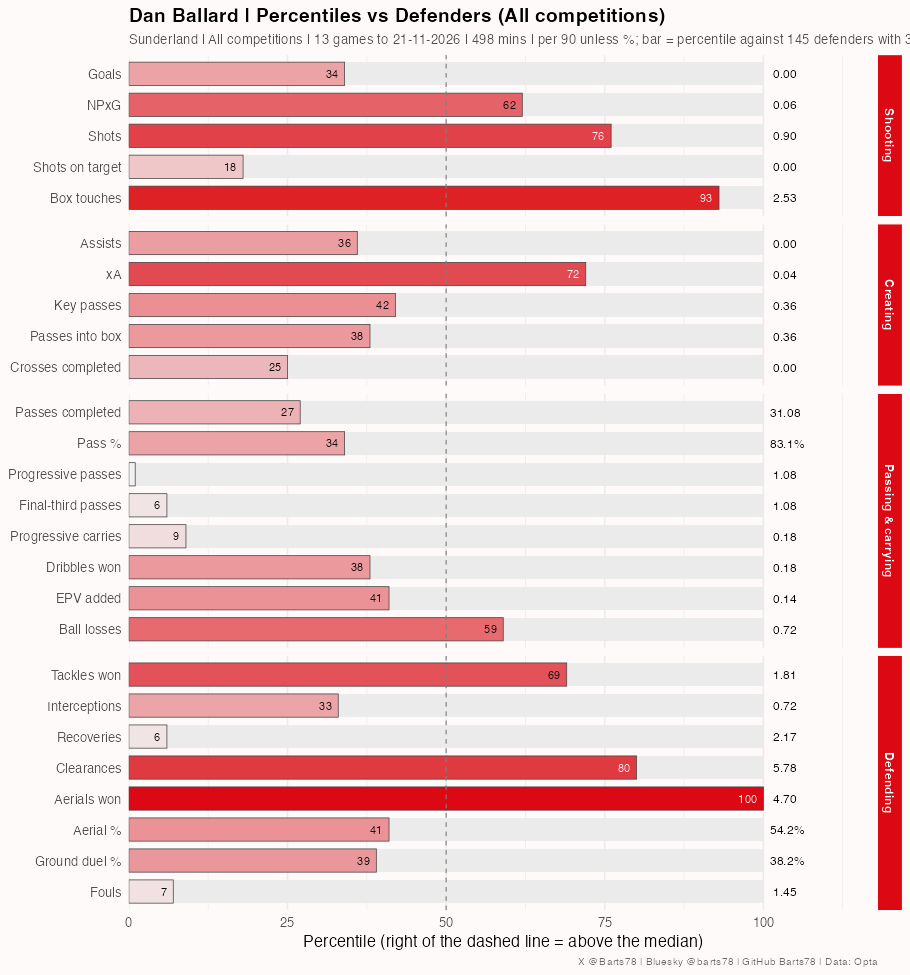 Dan Ballard | Percentiles vs Defenders (All competitions)
Sunderland | All competitions | 13 games to 21-11-2026 | 498 mins | per 90 unless %; bar = percentile against 145 defenders with 3
Goals 34 0.00
NPxG 62 0.06
Shots 76 0.90
Shots on target 18 0.00
Box touches 93 2.53
Shooting
Assists 36 0.00
xA 72 0.04
Key passes 42 0.36
Passes into box 38 0.36
Crosses completed 25 0.00
Creating
Passes completed 27 31.08
Pass % 34 83.1%
Progressive passes 1.08
Final-third passes 6 1.08
Progressive carries 9 0.18
Dribbles won 38 0.18
EPV added 41 0.14
Ball losses 59 0.72
Passing & carrying
Tackles won 69 1.81
Interceptions 33 0.72
Recoveries 6 2.17
Clearances 80 5.78
Aerials won 100 4.70
Aerial % 41 54.2%
Ground duel % 39 38.2%
Fouls 7 1.45
Defending
0 25 50 75 100
Percentile (right of the dashed line = above the median)
X @Barts78 | Bluesky @barts78 | GitHub Barts78 | Data: Opta